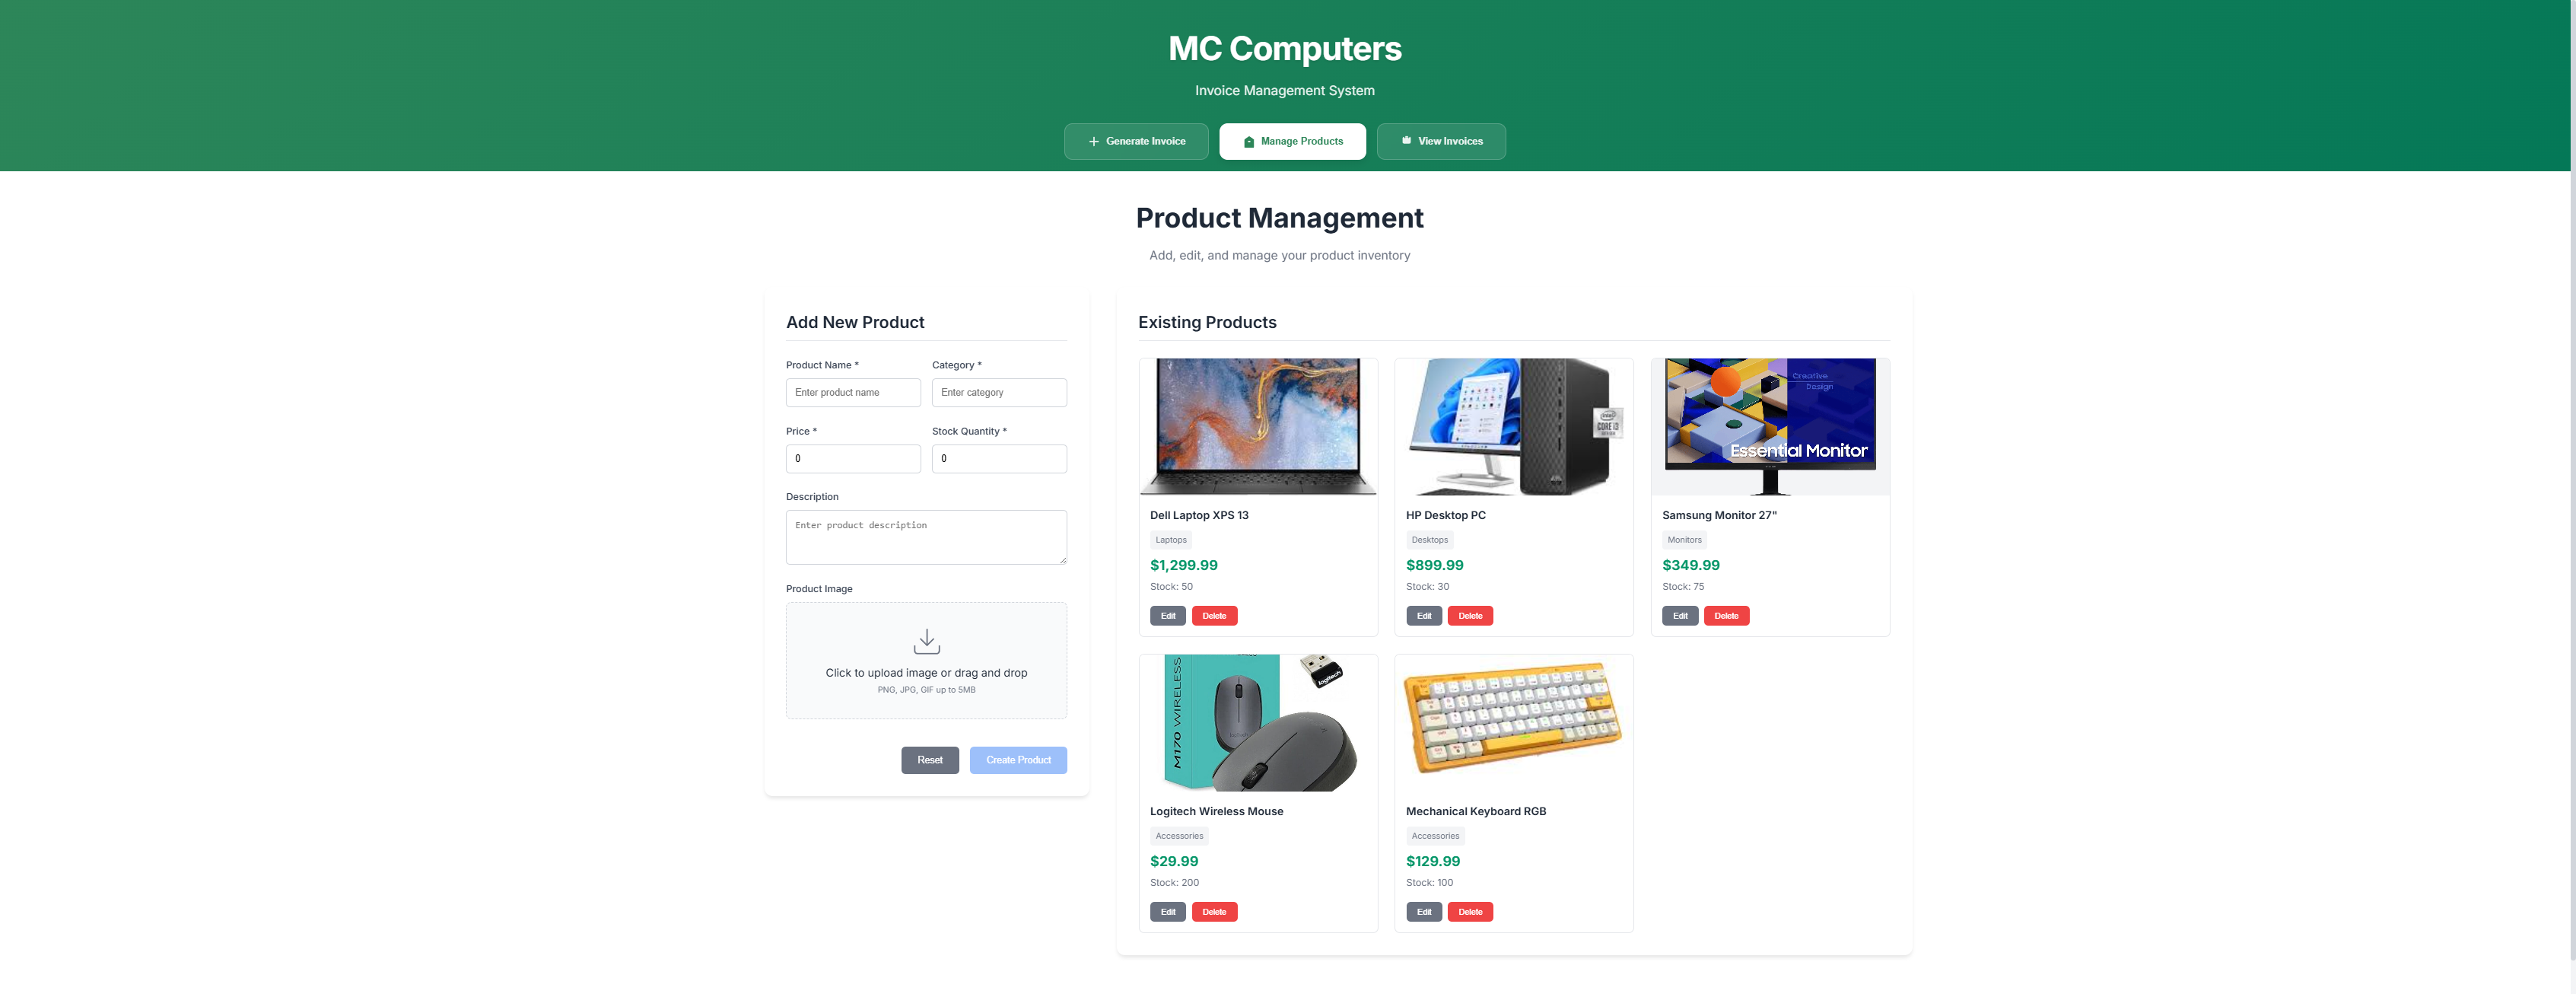 MC Computers
Invoice Management System
Generate Invoice
Manage Products
View Invoices
Product Management
Add, edit, and manage your product inventory
Add New Product
Product Name *
Category *
Enter product name
Enter category
Price *
Stock Quantity *
0
0
Description
Enter product description
Product Image
Click to upload image or drag and drop
PNG, JPG, GIF up to 5MB
Reset
Create Product
Existing Products
intel
CORE i3
Creative
Design
Essential Monitor
Dell Laptop XPS 13
Laptops
$1,299.99
Stock: 50
Edit
Delete
HP Desktop PC
Desktops
$899.99
Stock: 30
Edit
Delete
Samsung Monitor 27"
Monitors
$349.99
Stock: 75
Edit
Delete
M170 WIRELESS
logitech
Logitech Wireless Mouse
Accessories
$29.99
Stock: 200
Edit
Delete
Mechanical Keyboard RGB
Accessories
$129.99
Stock: 100
Edit
Delete